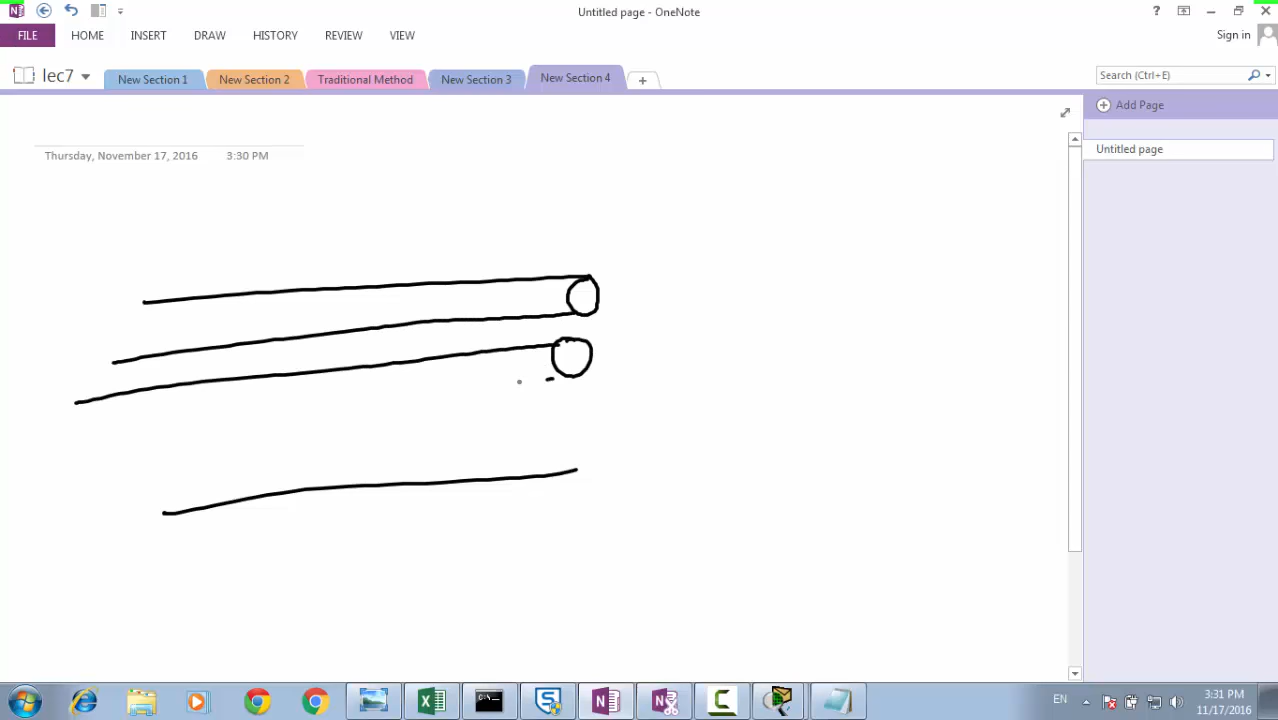 Untitled page - OneNote
FILE HOME INSERT DRAW HISTORY REVIEW VIEW
Sign in
lec7 New Section 1 New Section 2 Traditional Method New Section 3 New Section 4 +
Search (Ctrl+E)
Add Page
Untitled page
Thursday, November 17, 2016 3:30 PM
EN
3:31 PM
11/17/2016